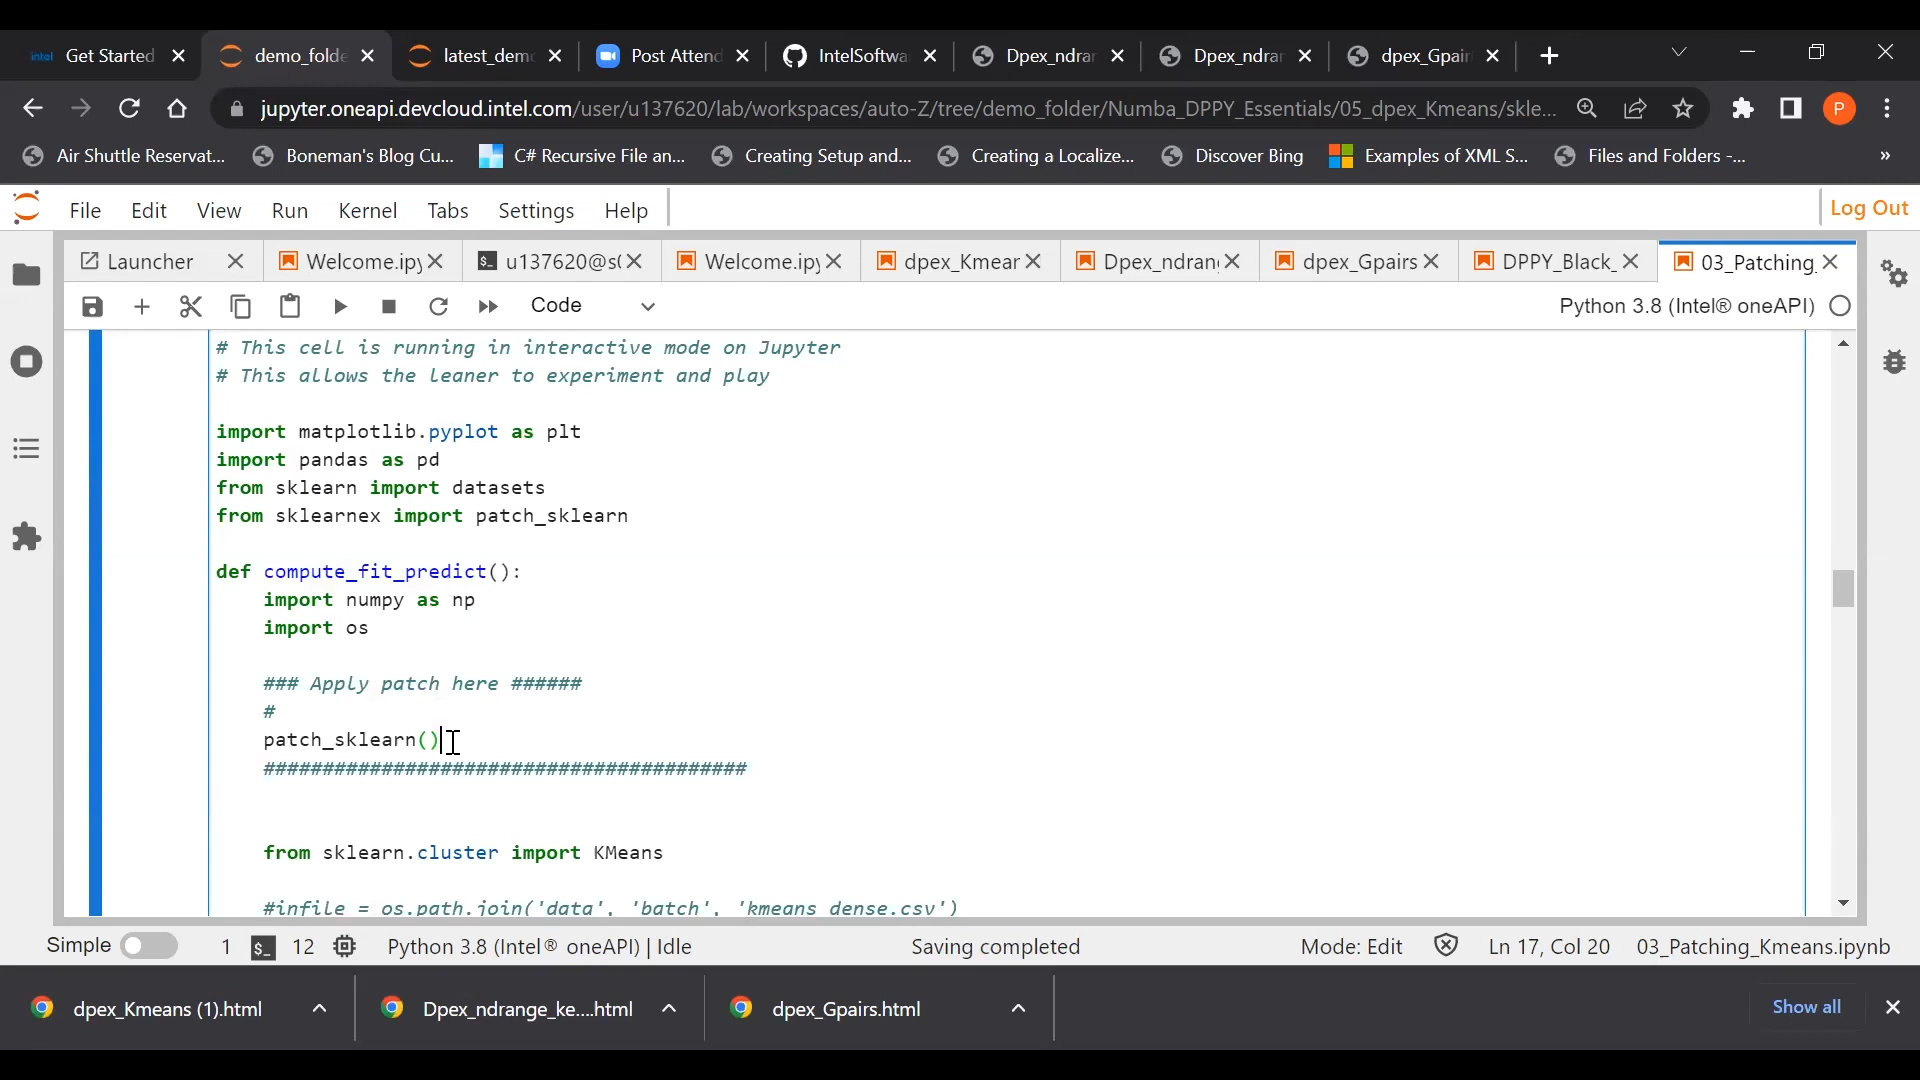 intel Get Started
demo_folde
latest_demo
Post Attend
IntelSoftwa
Dpex_ndran
Dpex_ndran
dpex_Gpair
jupyter.oneapi.devcloud.intel.com/user/u137620/lab/workspaces/auto-Z/tree/demo_folder/Numba_DPPY_Essentials/05_dpex_Kmeans/skle...
P
Air Shuttle Reservat...
Boneman's Blog Cu...
C# Recursive File an...
Creating Setup and...
Creating a Localize...
Discover Bing
Examples of XML S...
Files and Folders -...
»
File Edit View Run Kernel Tabs Settings Help
Log Out
Launcher
Welcome.ipy
u137620@s(
Welcome.ipy
dpex_Kmear
Dpex_ndran
dpex_Gpairs
DPPY_Black_
03_Patching_
Code
Python 3.8 (Intel® oneAPI)
# This cell is running in interactive mode on Jupyter
# This allows the leaner to experiment and play
import matplotlib.pyplot as plt
import pandas as pd
from sklearn import datasets
from sklearnex import patch_sklearn
def compute_fit_predict():
import numpy as np
import os
### Apply patch here ######
#
patch_sklearn()
#########################################
from sklearn.cluster import KMeans
#infile = os.path.join('data', 'batch', 'kmeans_dense.csv')
Simple
1
$_
12
Python 3.8 (Intel® oneAPI) | Idle
Saving completed
Mode: Edit
Ln 17, Col 20
03_Patching_Kmeans.ipynb
dpex_Kmeans (1).html
Dpex_ndrange_ke....html
dpex_Gpairs.html
Show all